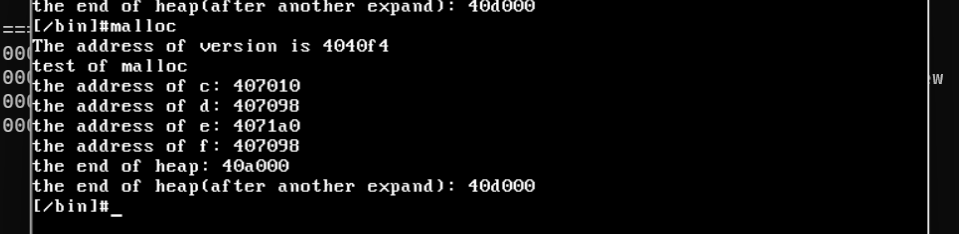 the end of heap(after another expand): 40d000
[/bin]#malloc
The address of version is 4040f4
test of malloc
the address of c: 407010
the address of d: 407098
the address of e: 4071a0
the address of f: 407098
the end of heap: 40a000
the end of heap(after another expand): 40d000
[/bin]#_